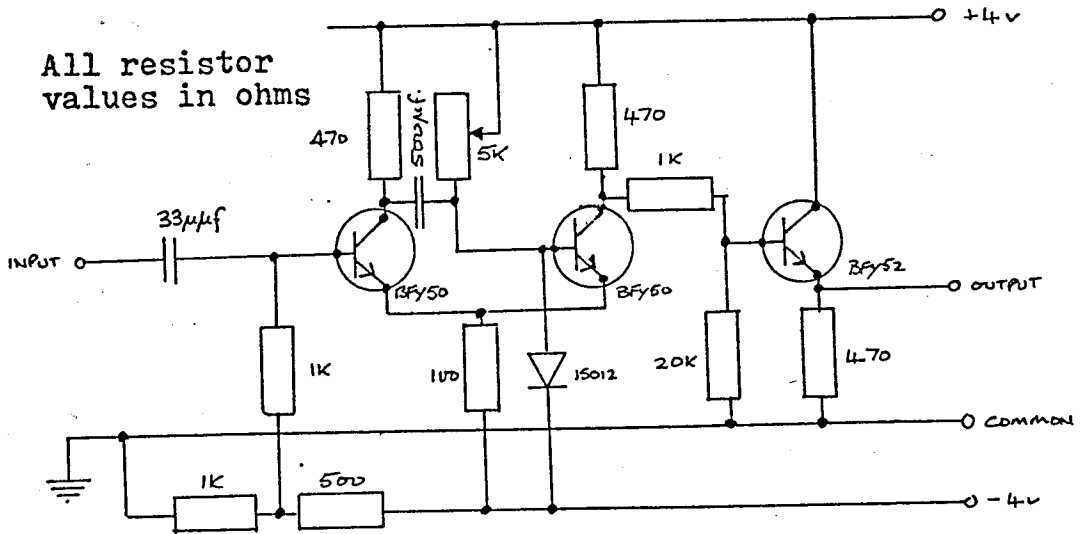 +4v
All resistor
values in ohms
470
500μf.
5K
470
1K
33μμf
INPUT
BFY50
BFY50
BFY52
OUTPUT
1K
100
1S012
20K
470
COMMON
1K
500
-4v